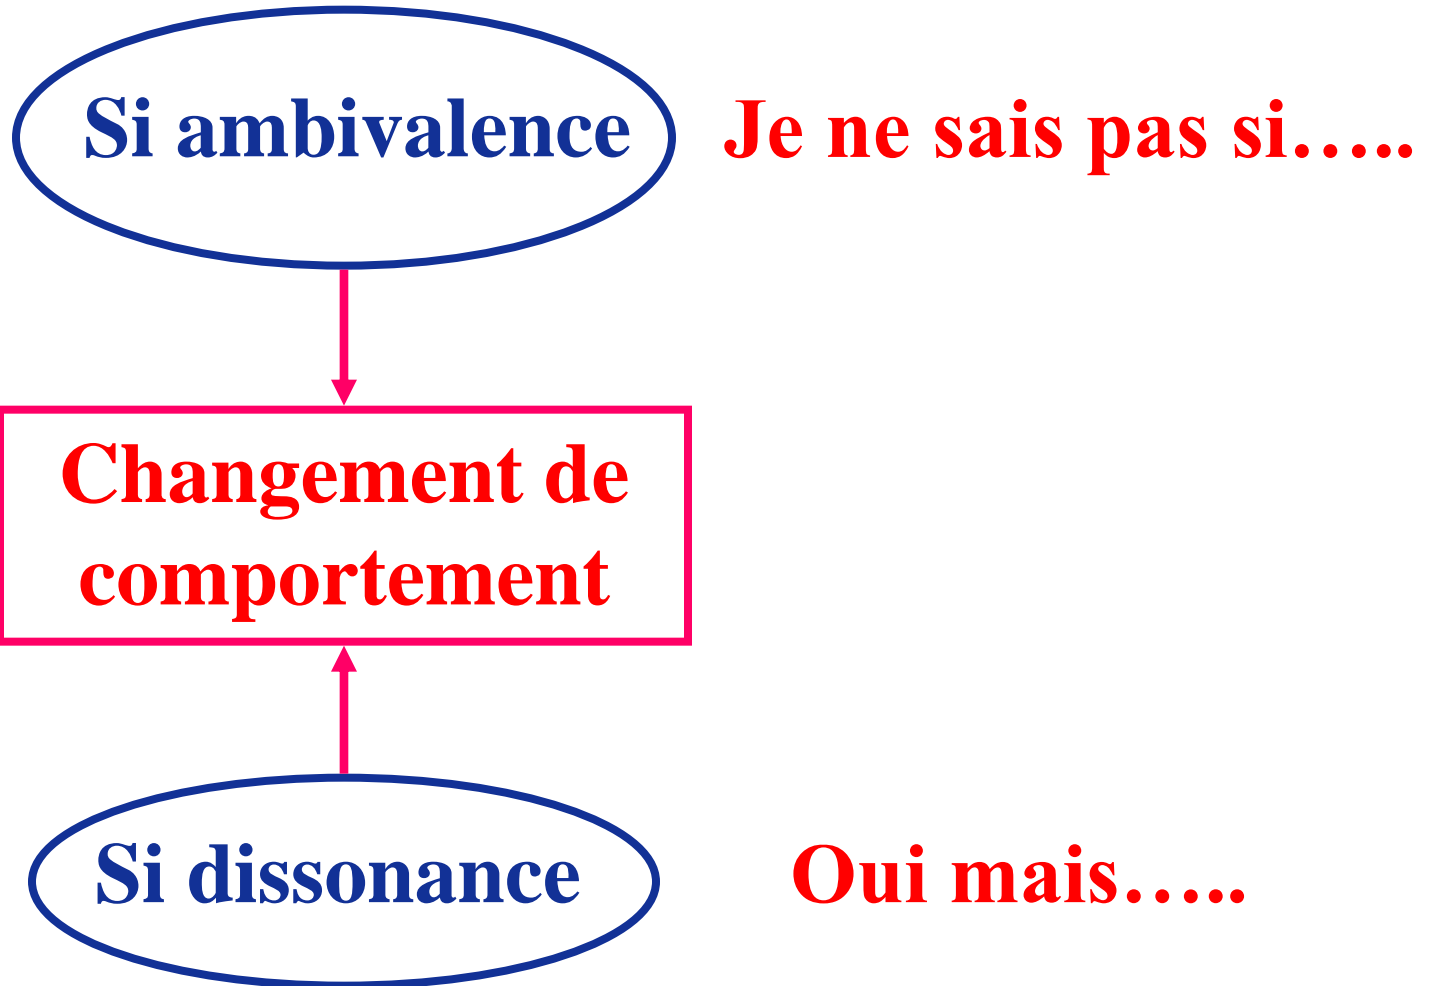 Si ambivalence Je ne sais pas si.....
Changement de
comportement
Si dissonance Oui mais.....